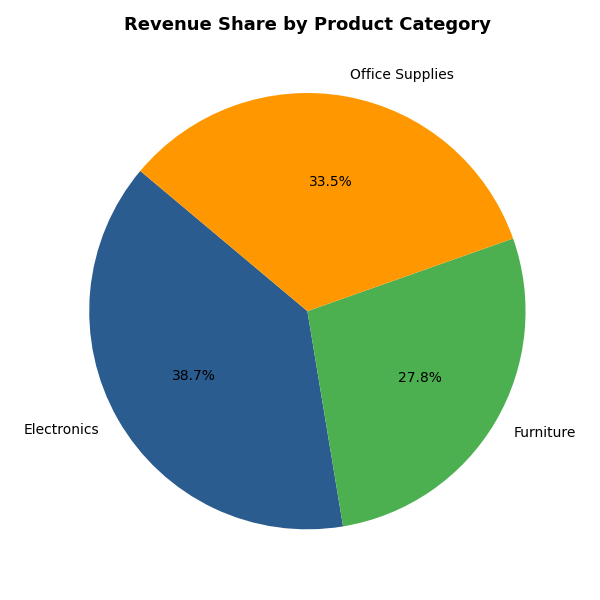 Revenue Share by Product Category
Office Supplies
33.5%
38.7%
27.8%
Electronics
Furniture